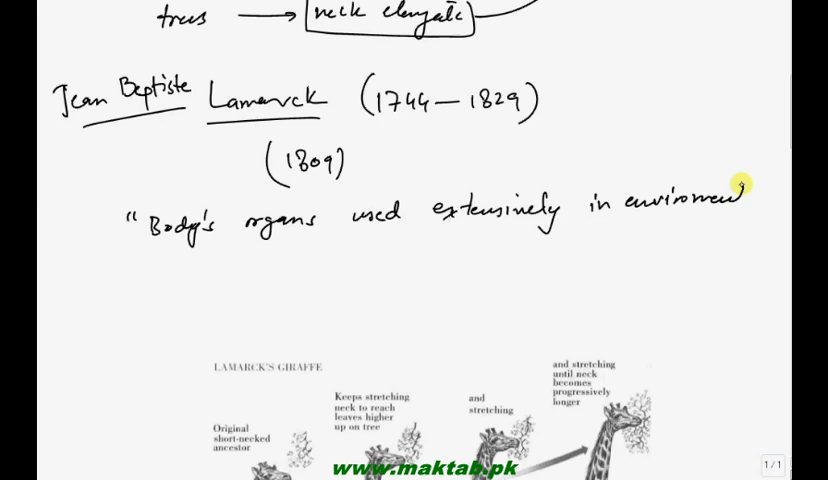 trees → neck elongate
Jean Beptiste Lamarck (1744 – 1829)
(1809)
"Body's organs used extensively in enviromen
LAMARCK'S GIRAFFE
Original
short-necked
ancestor
Keeps stretching
neck to reach
leaves higher
up on tree
and
stretching
and stretching
until neck
becomes
progressively
longer
www.maktab.pk
1/1